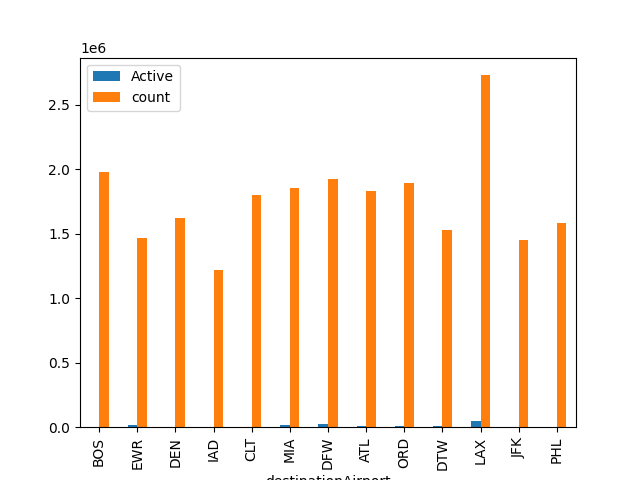 1e6
Active
count
2.5
2.0
1.5
1.0
0.5
0.0
BOS
EWR
DEN
IAD
CLT
MIA
DFW
ATL
ORD
DTW
LAX
JFK
PHL
destinationAirport